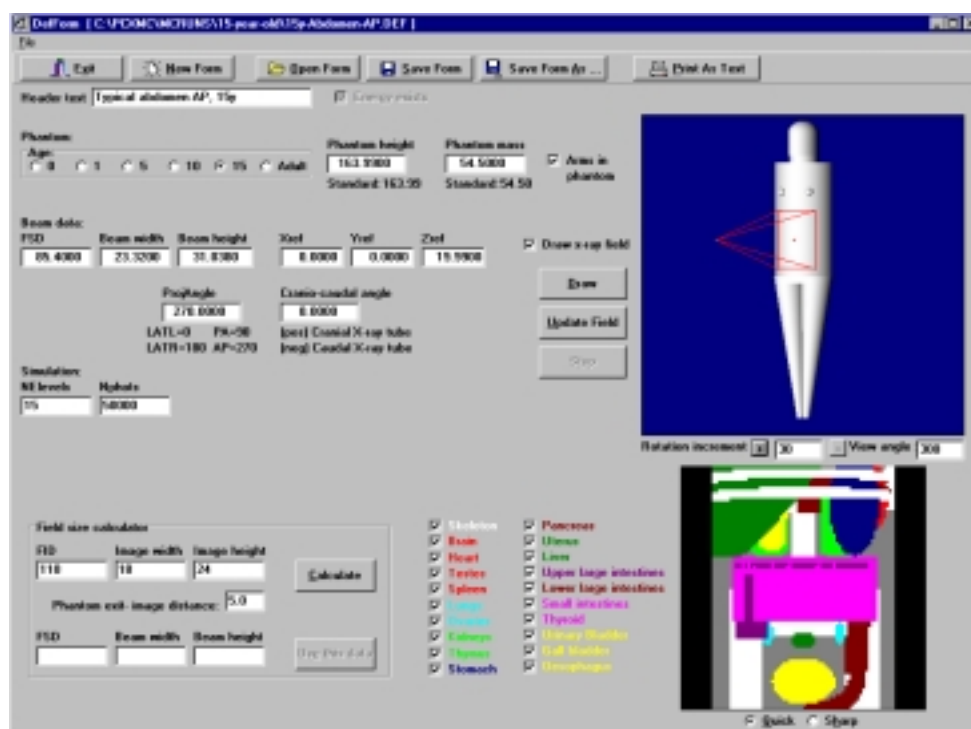 DefForm [ C:\PCXMC\MCRUNS\15-year-old\15y-Abdomen-AP.DEF ]
File
Exit New Form Open Form Save Form Save Form As ... Print As Text
Header text Typical abdomen AP, 15y
Phantom:
Age:
0 1 5 10 15 Adult
Phantom height Phantom mass
163.9900 54.5000
Standard: 163.99 Standard: 54.50
Arms in
phantom
Beam data:
FSD Beam width Beam height Xref Yref Zref
85.4000 23.3200 31.0300 0.0000 0.0000 19.9900
Draw x-ray field
Draw
Update Field
Stop
ProjAngle Cranio-caudal angle
270.0000 0.0000
LATL=0 PA=90 (pos) Cranial X-ray tube
LATR=180 AP=270 (neg) Caudal X-ray tube
Simulation:
NElevels Nphots
15 50000
Rotation increment 30 View angle 300
Field size calculator
FID Image width Image height
110 18 24
Calculate
Phantom exit- image distance: 5.0
FSD Beam width Beam height
Use this data
Skeleton Pancreas
Brain Uterus
Heart Liver
Testes Upper large intestines
Spleen Lower large intestines
Lungs Small intestines
Ovaries Thyroid
Kidneys Urinary Bladder
Thymus Gall bladder
Stomach Oesophagus
Quick Sharp